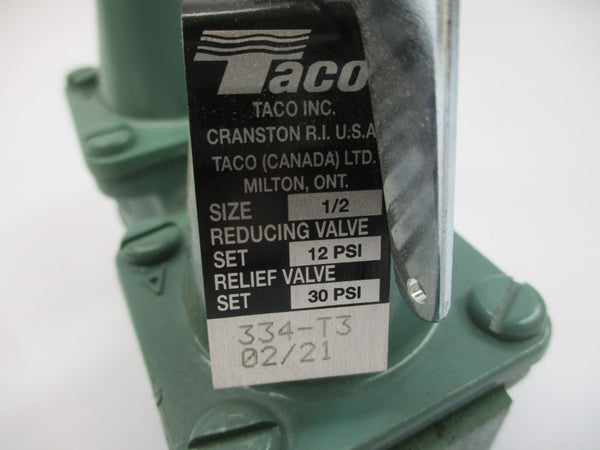 Taco
TACO INC.
CRANSTON R.I. U.S.A
TACO (CANADA) LTD.
MILTON, ONT.
SIZE 1/2
REDUCING VALVE
SET 12 PSI
RELIEF VALVE
SET 30 PSI
334-T3
02/21